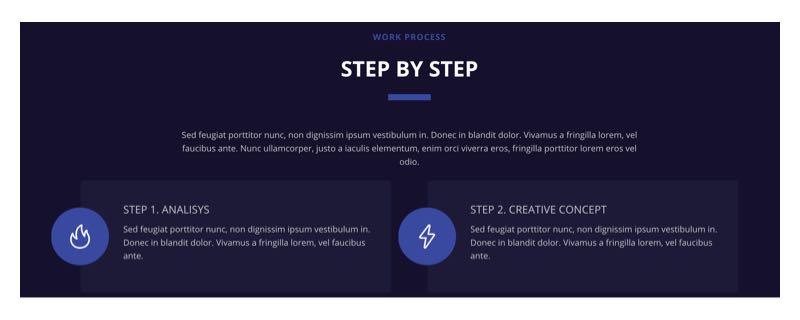 WORK PROCESS
STEP BY STEP
Sed feugiat porttitor nunc, non dignissim ipsum vestibulum in. Donec in blandit dolor. Vivamus a fringilla lorem, vel
faucibus ante. Nunc ullamcorper, justo a iaculis elementum, enim orci viverra eros, fringilla porttitor lorem eros vel
odio.
STEP 1. ANALISYS
Sed feugiat porttitor nunc, non dignissim ipsum vestibulum in.
Donec in blandit dolor. Vivamus a fringilla lorem, vel faucibus
ante.
STEP 2. CREATIVE CONCEPT
Sed feugiat porttitor nunc, non dignissim ipsum vestibulum in.
Donec in blandit dolor. Vivamus a fringilla lorem, vel faucibus
ante.